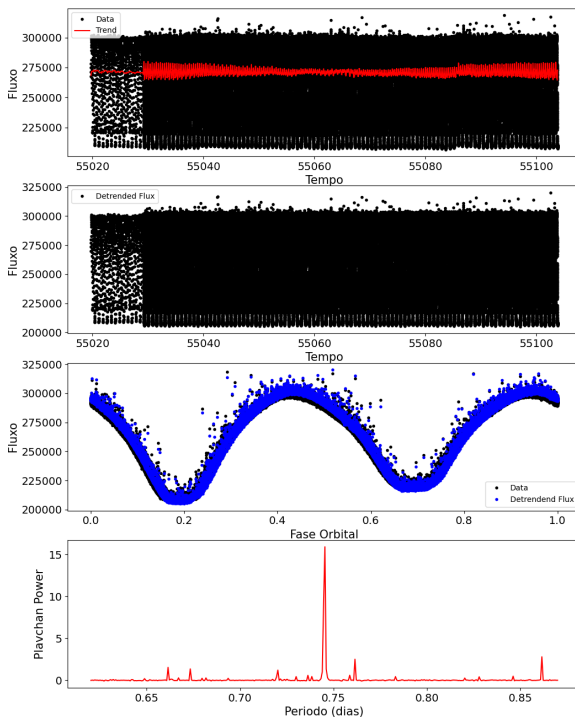 Data
Trend
300000
275000
250000
225000
Fluxo
55020 55040 55060 55080 55100
Tempo
325000
Detrended Flux
300000
275000
250000
225000
200000
Fluxo
55020 55040 55060 55080 55100
Tempo
325000
300000
275000
250000
225000
200000
Fluxo
Data
Detrendend Flux
0.0 0.2 0.4 0.6 0.8 1.0
Fase Orbital
15
10
5
0
Plavchan Power
0.65 0.70 0.75 0.80 0.85
Periodo (dias)